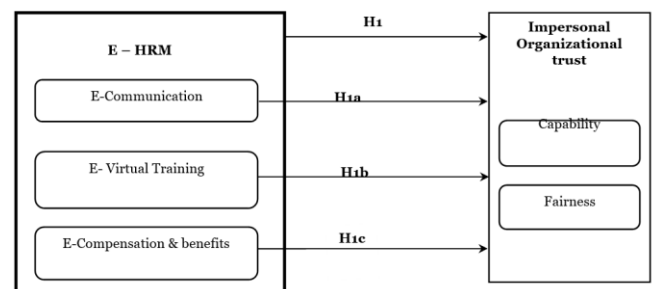 H1
E – HRM
Impersonal
Organizational
trust
E-Communication
H1a
Capability
E- Virtual Training
H1b
Fairness
E-Compensation & benefits
H1c